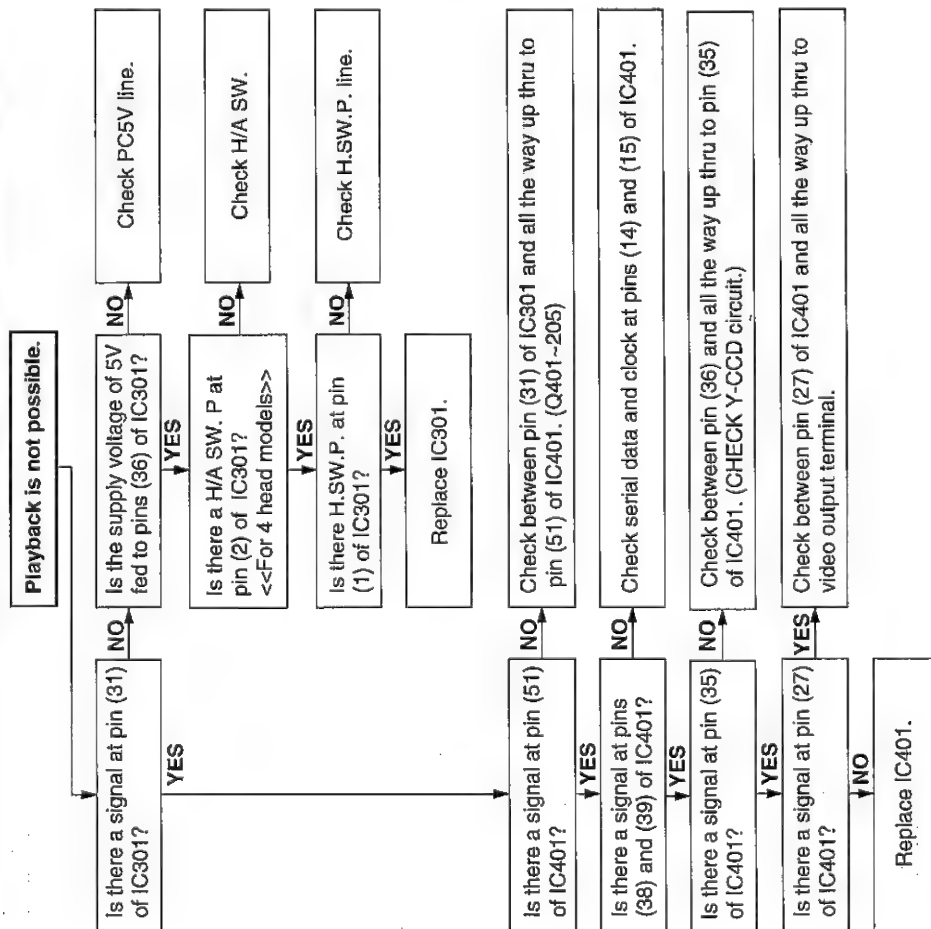 Playback is not possible.
Is there a signal at pin (31)
of IC301?
NO
Is the supply voltage of 5V
fed to pins (36) of IC301?
NO
Check PC5V line.
YES
Is there a H/A SW. P at
pin (2) of IC301?
<<For 4 head models>>
NO
Check H/A SW.
YES
Is there H.SW.P. at pin
(1) of IC301?
NO
Check H.SW.P. line.
YES
Replace IC301.
YES
Is there a signal at pin (51)
of IC401?
NO
Check between pin (31) of IC301 and all the way up thru to
pin (51) of IC401. (Q401~205)
YES
Is there a signal at pins
(38) and (39) of IC401?
NO
Check serial data and clock at pins (14) and (15) of IC401.
YES
Is there a signal at pin (35)
of IC401?
NO
Check between pin (36) and all the way up thru to pin (35)
of IC401. (CHECK Y-CCD circuit.)
YES
Is there a signal at pin (27)
of IC401?
YES
Check between pin (27) of IC401 and all the way up thru to
video output terminal.
NO
Replace IC401.